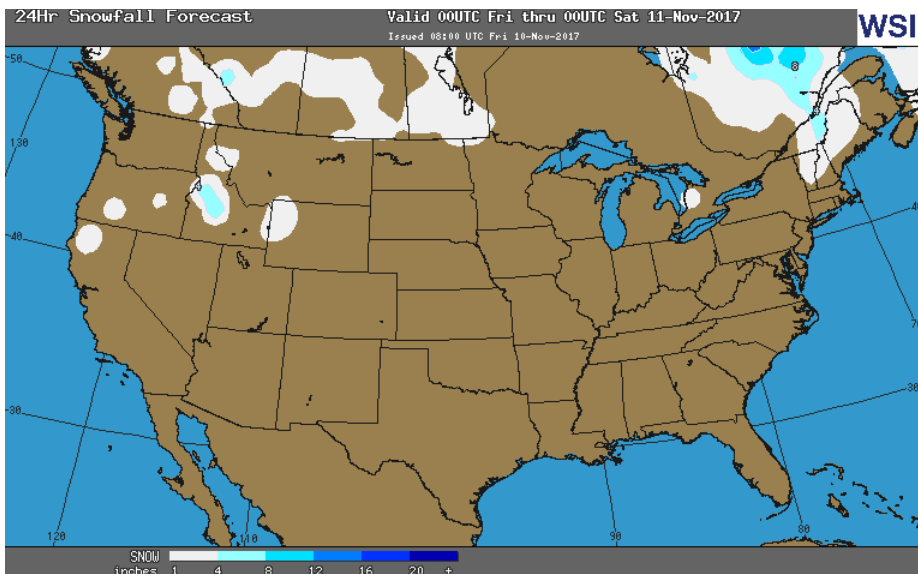 24Hr Snowfall Forecast
Valid 00UTC Fri thru 00UTC Sat 11-Nov-2017
Issued 08:00 UTC Fri 10-Nov-2017
WSI
50
8
130
40
40
30
30
120
110
90
80
SNOW
inches 1 4 8 12 16 20 +